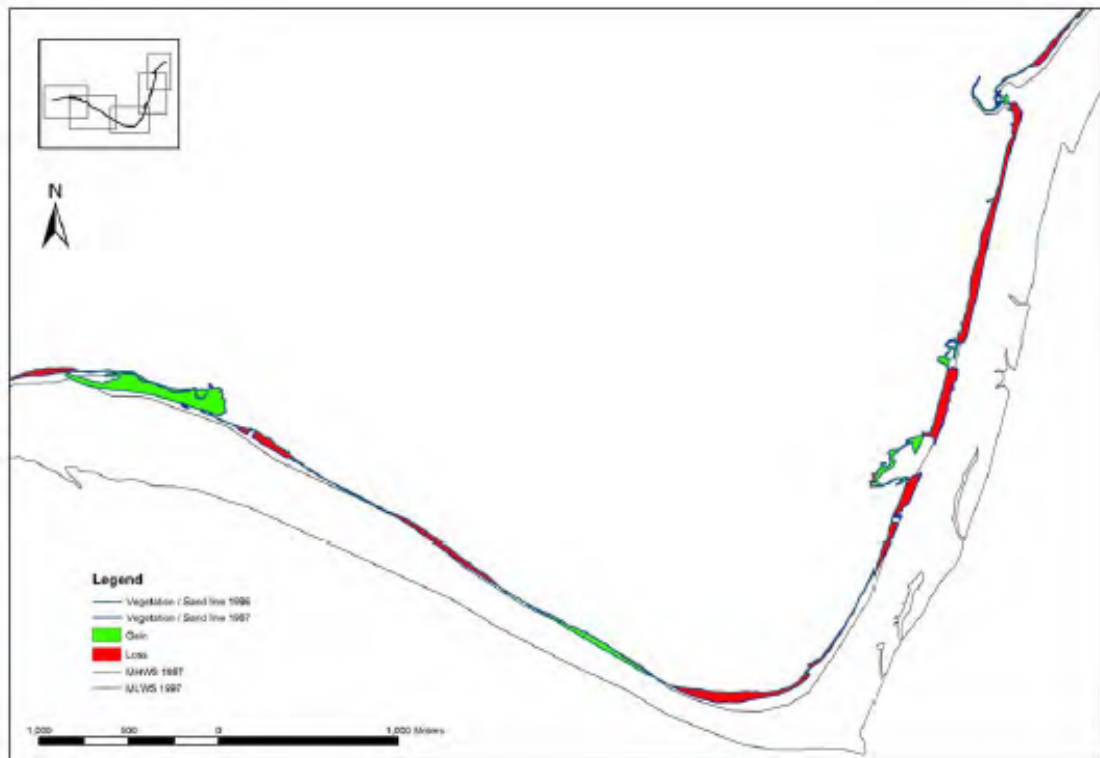 N
Legend
Vegetation / Sand line 1986
Vegetation / Sand line 1997
Gain
Loss
MHWS 1997
MLWS 1997
1,000 500 0 1,000 Meters